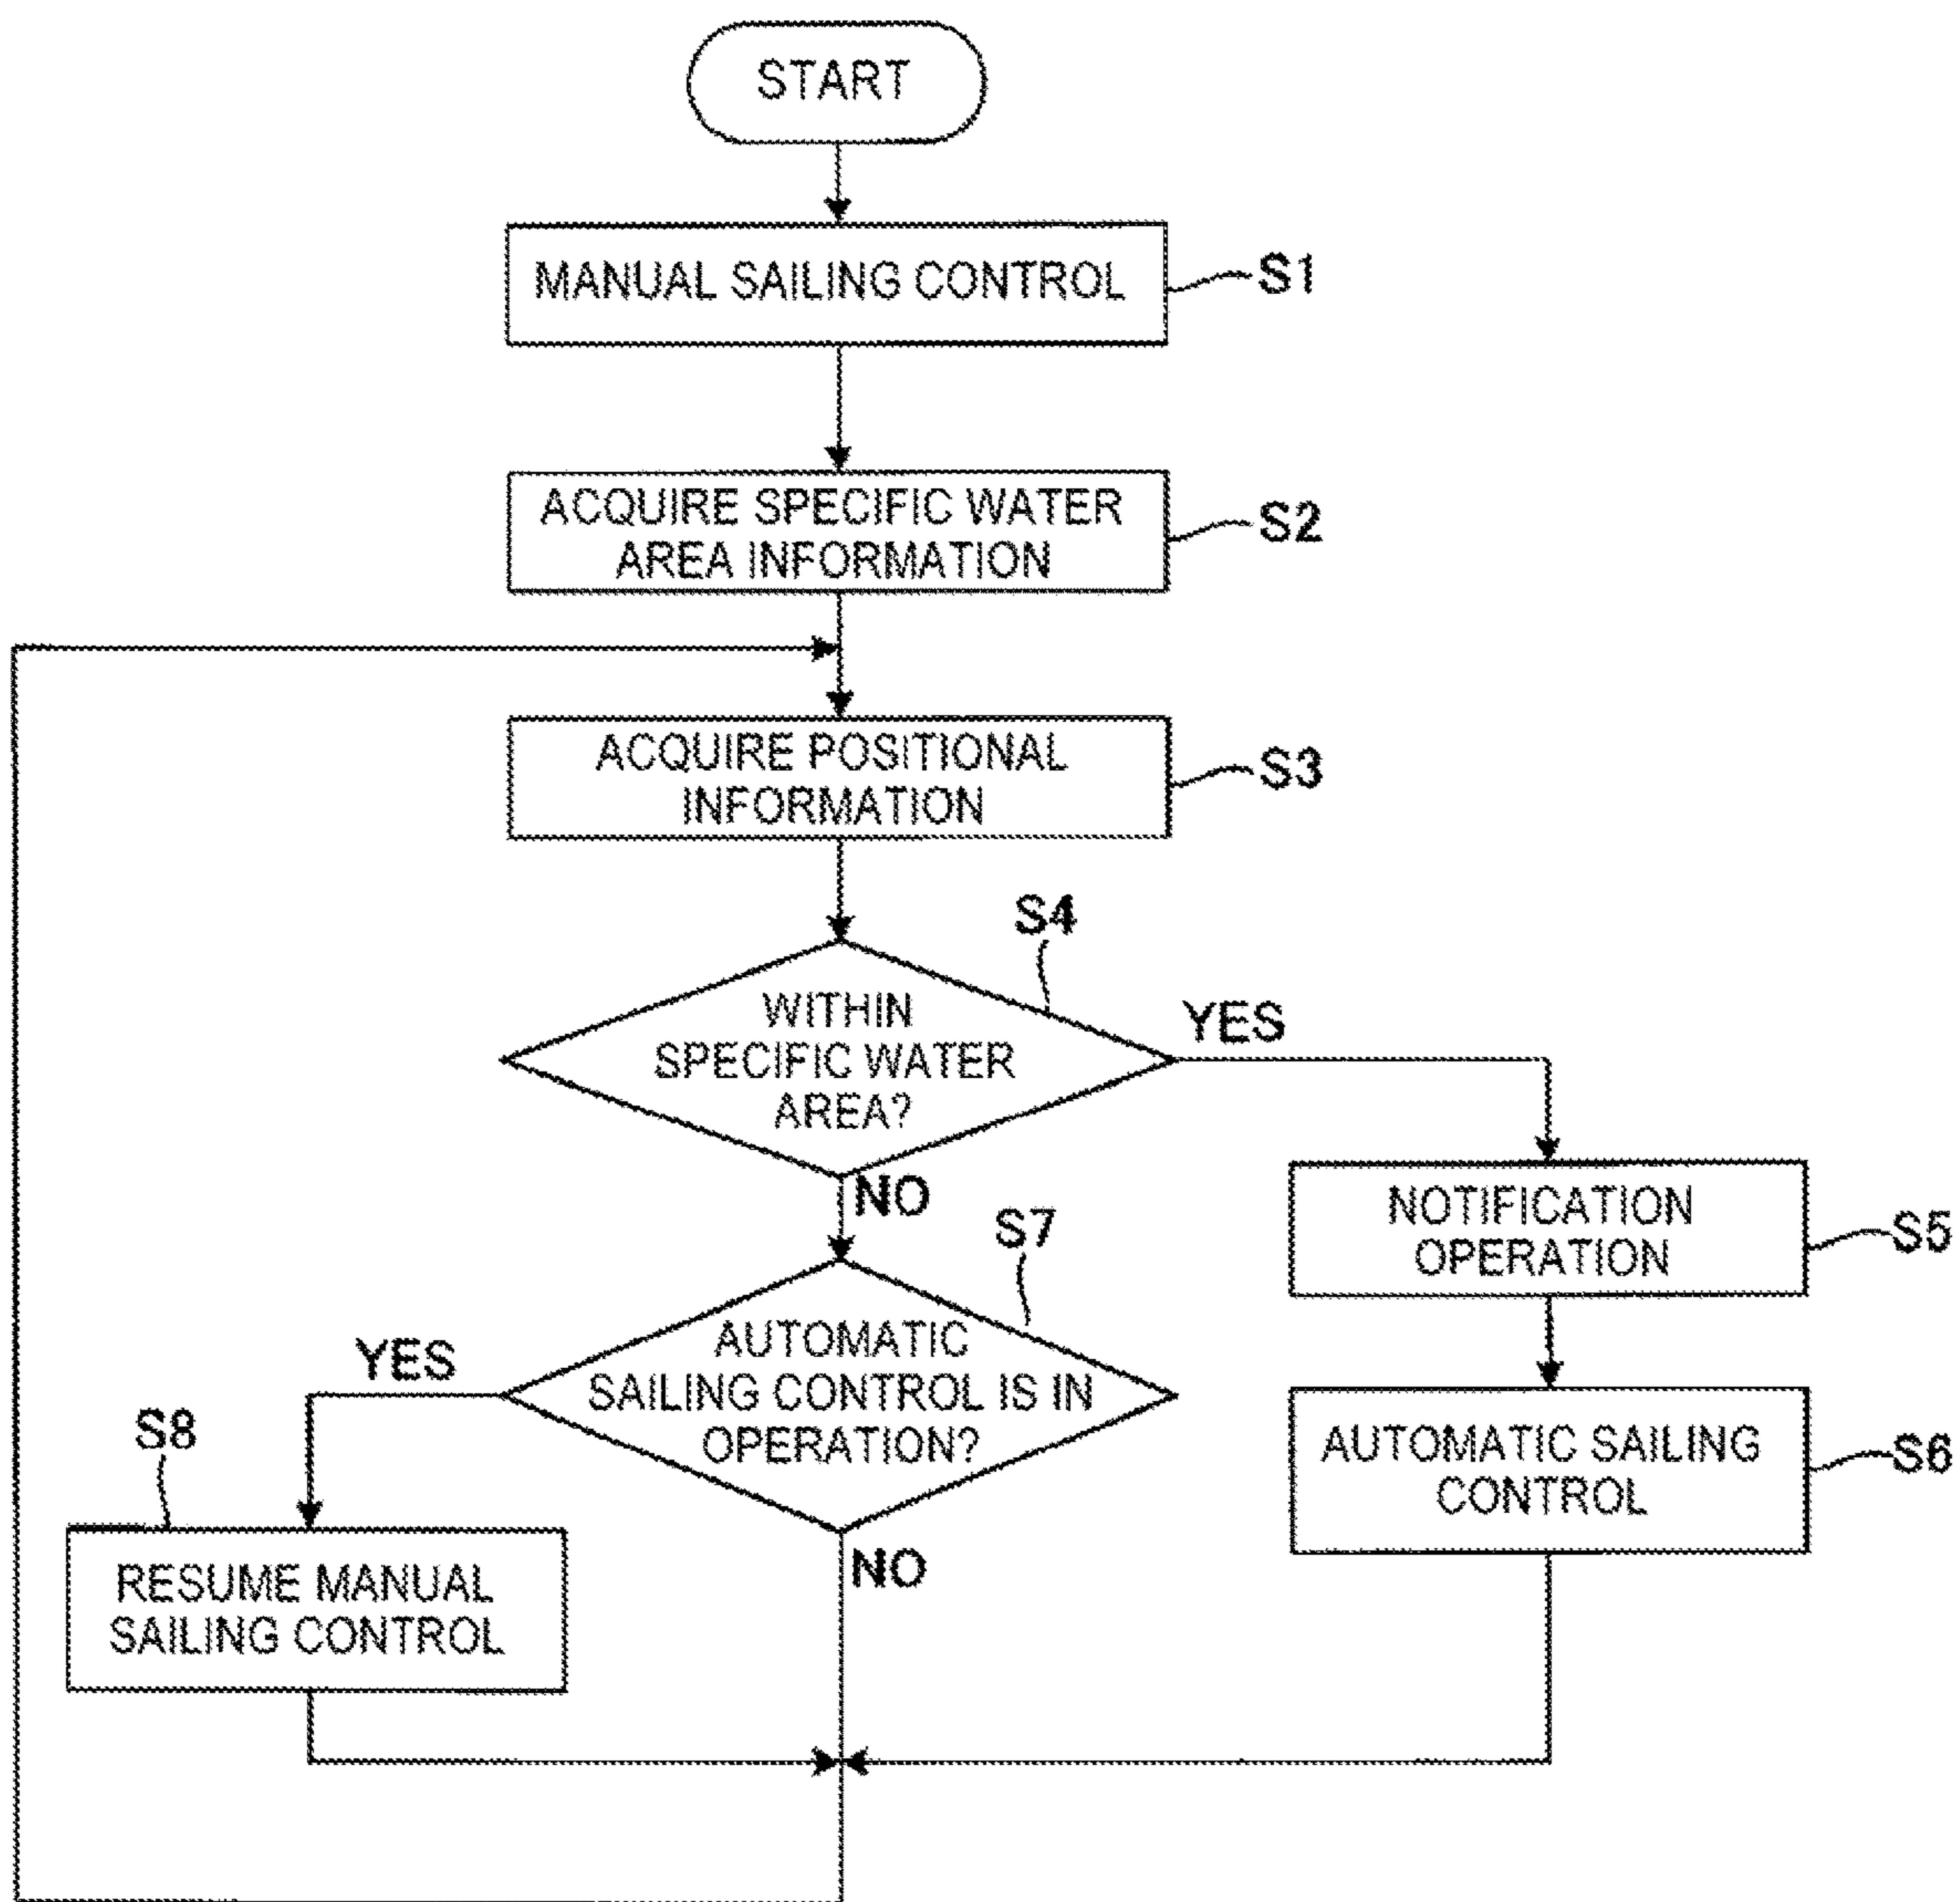 START
MANUAL SAILING CONTROL
S1
ACQUIRE SPECIFIC WATER
AREA INFORMATION
S2
ACQUIRE POSITIONAL
INFORMATION
S3
S4
WITHIN
SPECIFIC WATER
AREA?
YES
NO
NOTIFICATION
OPERATION
S5
S7
AUTOMATIC
SAILING CONTROL IS IN
OPERATION?
YES
NO
AUTOMATIC SAILING
CONTROL
S6
S8
RESUME MANUAL
SAILING CONTROL